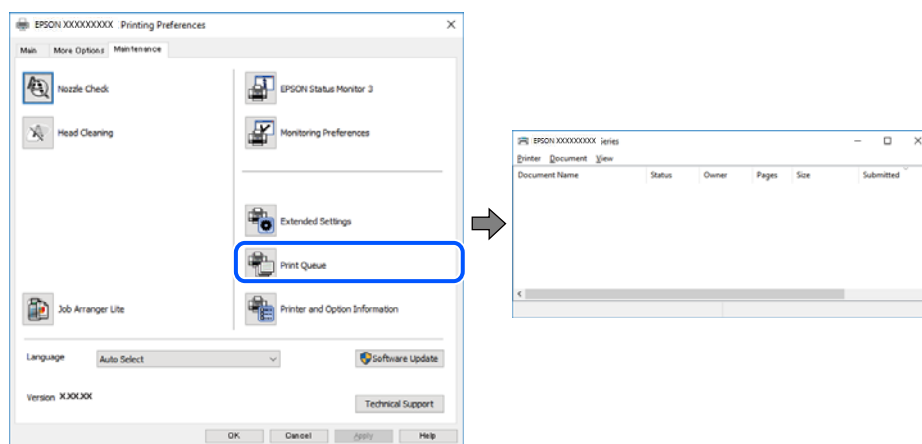 EPSON XXXXXXXXX Printing Preferences
Main More Options Maintenance
Nozzle Check
EPSON Status Monitor 3
Head Cleaning
Monitoring Preferences
Extended Settings
Print Queue
Job Arranger Lite
Printer and Option Information
Language Auto Select
Software Update
Version X.XX.XX
Technical Support
OK Cancel Apply Help
EPSON XXXXXXXXX ieries
Printer Document View
Document Name Status Owner Pages Size Submitted